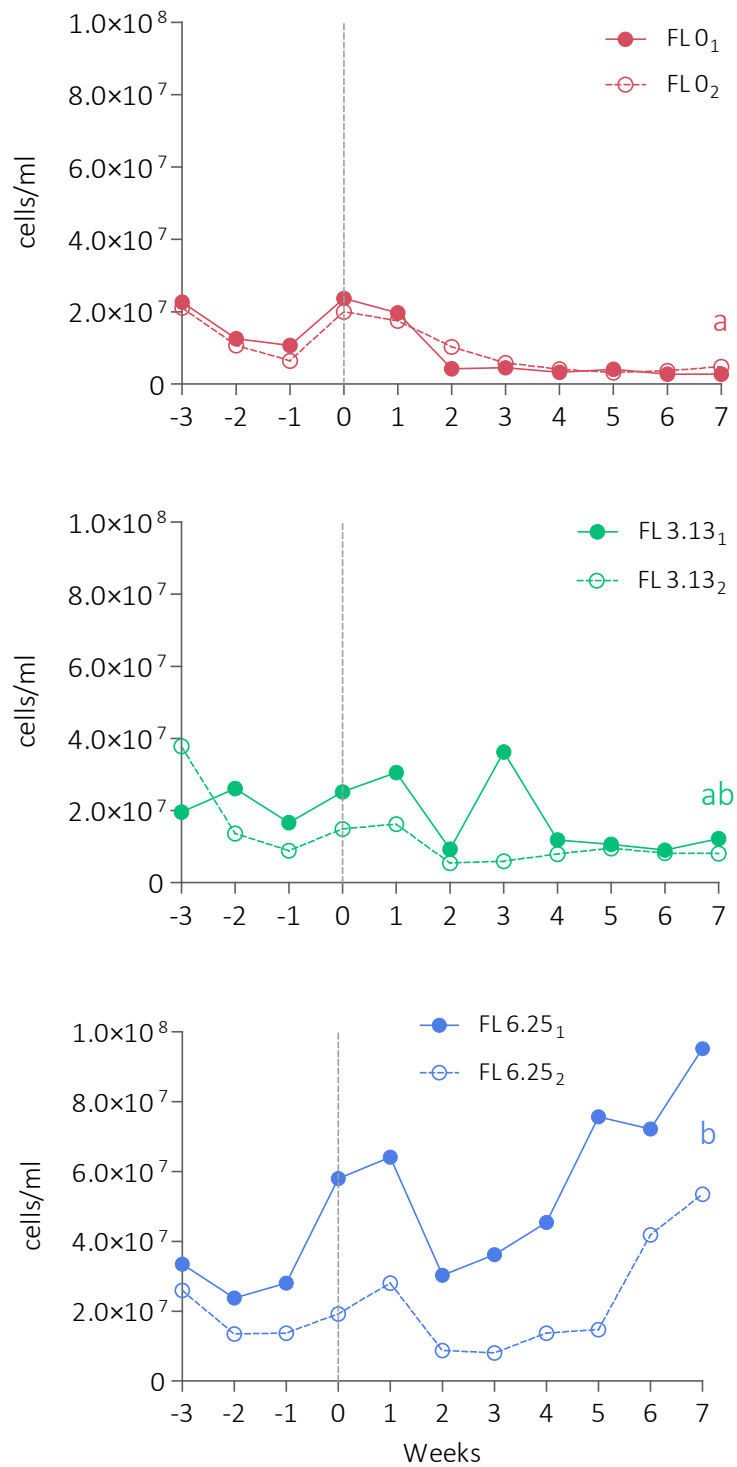 1.0×10⁸
FL 0₁
8.0×10⁷
FL 0₂
6.0×10⁷
cells/ml
4.0×10⁷
2.0×10⁷
a
0
-3 -2 -1 0 1 2 3 4 5 6 7
1.0×10⁸
FL 3.13₁
8.0×10⁷
FL 3.13₂
6.0×10⁷
cells/ml
4.0×10⁷
2.0×10⁷
ab
0
-3 -2 -1 0 1 2 3 4 5 6 7
1.0×10⁸
FL 6.25₁
8.0×10⁷
FL 6.25₂
b
6.0×10⁷
cells/ml
4.0×10⁷
2.0×10⁷
0
-3 -2 -1 0 1 2 3 4 5 6 7
Weeks